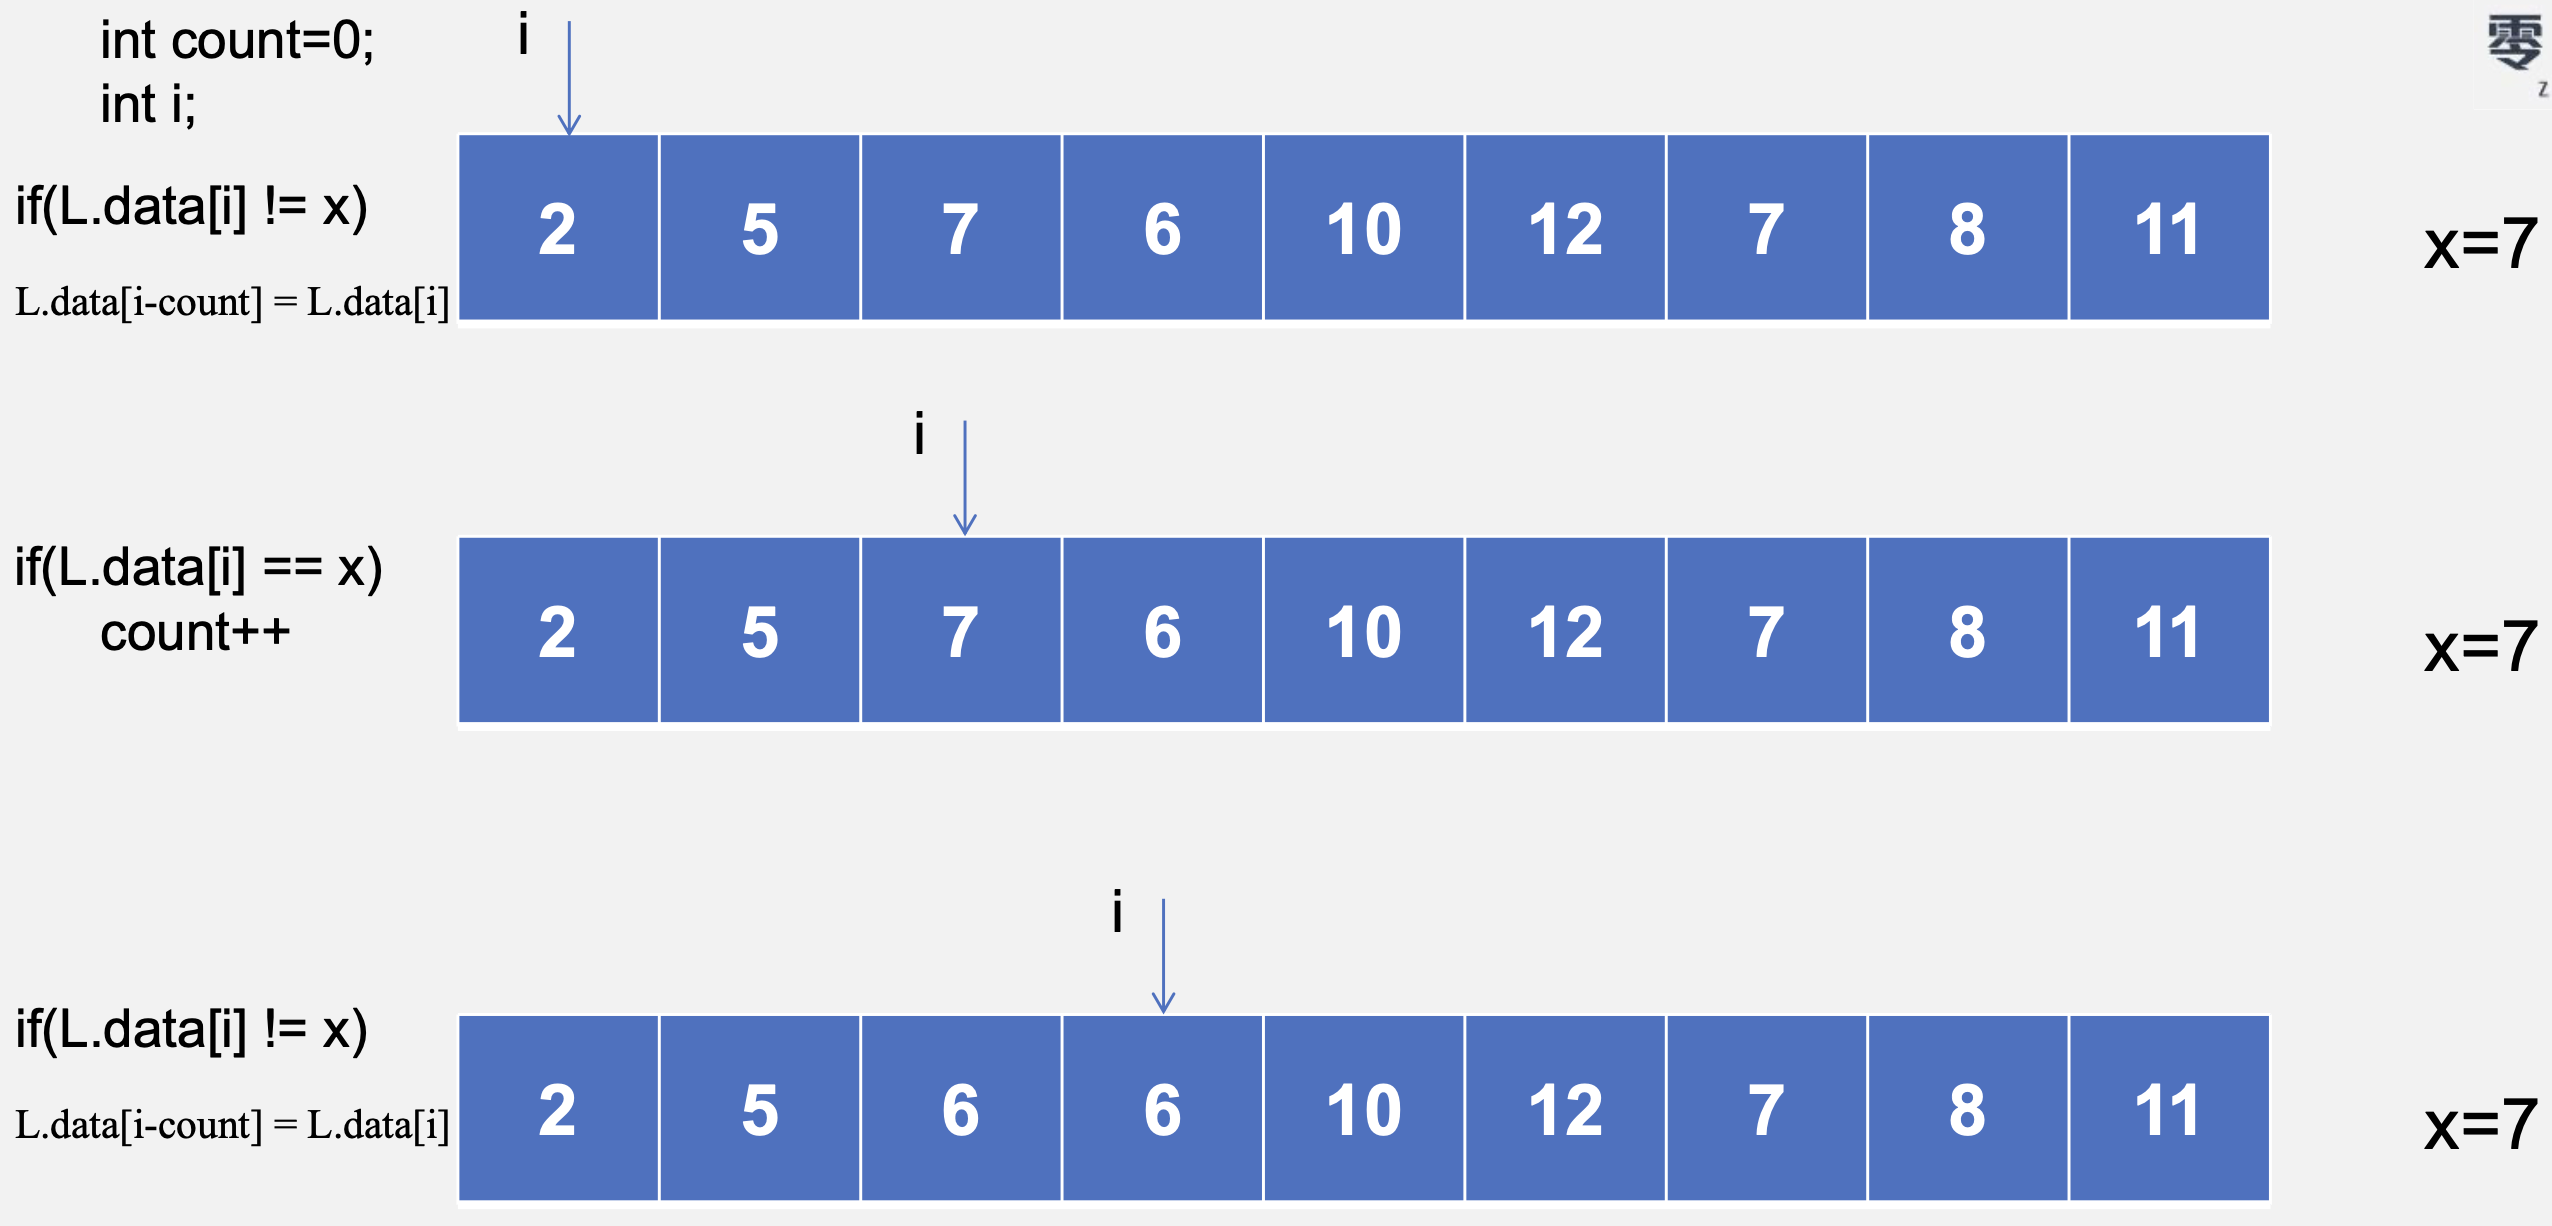 int count=0;
int i;
i
零
z
if(L.data[i] != x)
L.data[i-count] = L.data[i]
2 5 7 6 10 12 7 8 11
x=7
i
if(L.data[i] == x)
count++
2 5 7 6 10 12 7 8 11
x=7
i
if(L.data[i] != x)
L.data[i-count] = L.data[i]
2 5 6 6 10 12 7 8 11
x=7